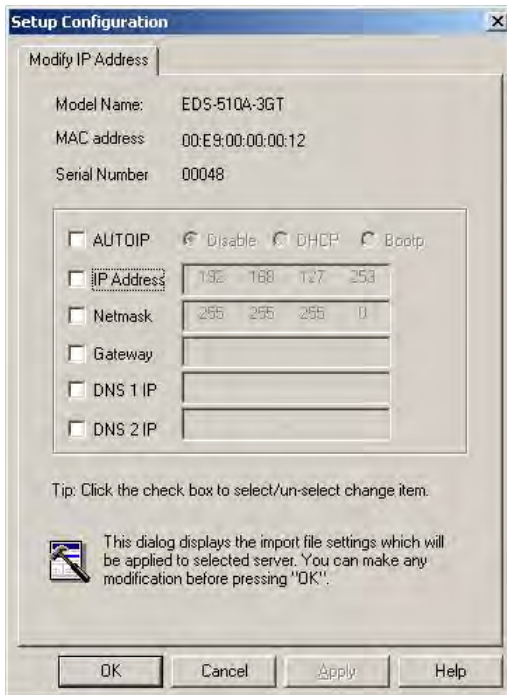 Setup Configuration
Modify IP Address
Model Name: EDS-510A-3GT
MAC address 00:E9:00:00:00:12
Serial Number 00048
AUTOIP Disable DHCP Bootp
IP Address 192 168 127 253
Netmask 255 255 255 0
Gateway
DNS 1 IP
DNS 2 IP
Tip: Click the check box to select/un-select change item.
This dialog displays the import file settings which will
be applied to selected server. You can make any
modification before pressing "OK".
OK Cancel Apply Help